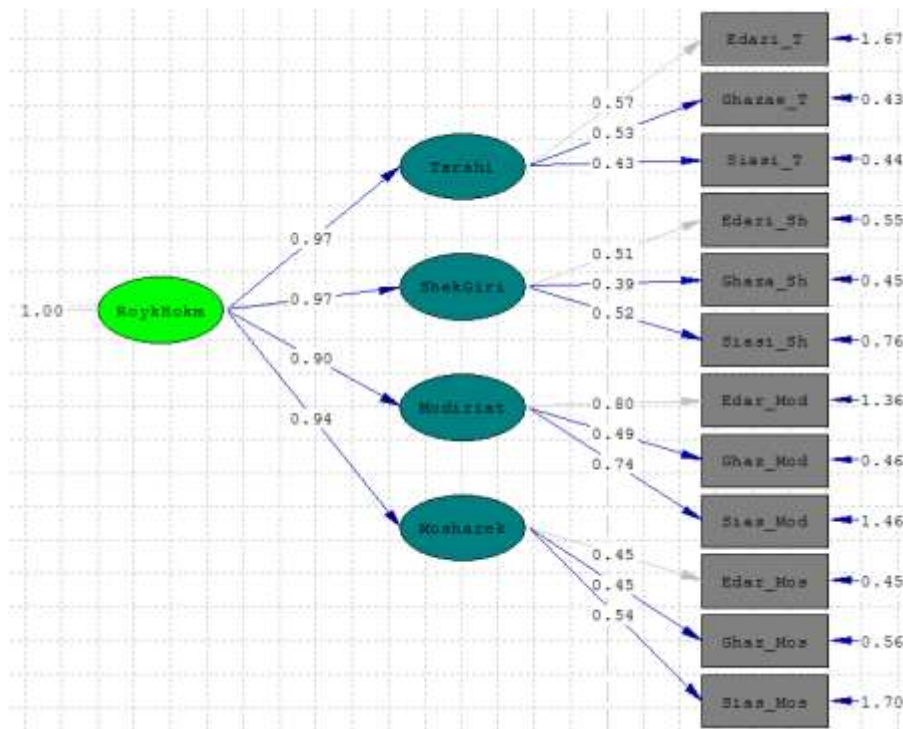 Edazi_T
1.67
0.57
Ghazae_T
0.43
0.53
Siasi_T
0.44
0.43
Tarahi
Edazi_Sh
0.55
0.97
0.51
Ghaza_Sh
0.45
0.39
ShekGiri
0.97
1.00
RoykHokm
0.52
Siasi_Sh
0.76
0.90
Edar_Mod
1.36
0.80
Mudiriat
0.94
0.49
Ghaz_Mod
0.46
0.74
Sias_Mod
1.46
Mosharek
0.45
Edar_Mos
0.45
0.45
0.54
Ghaz_Mos
0.56
Sias_Mos
1.70